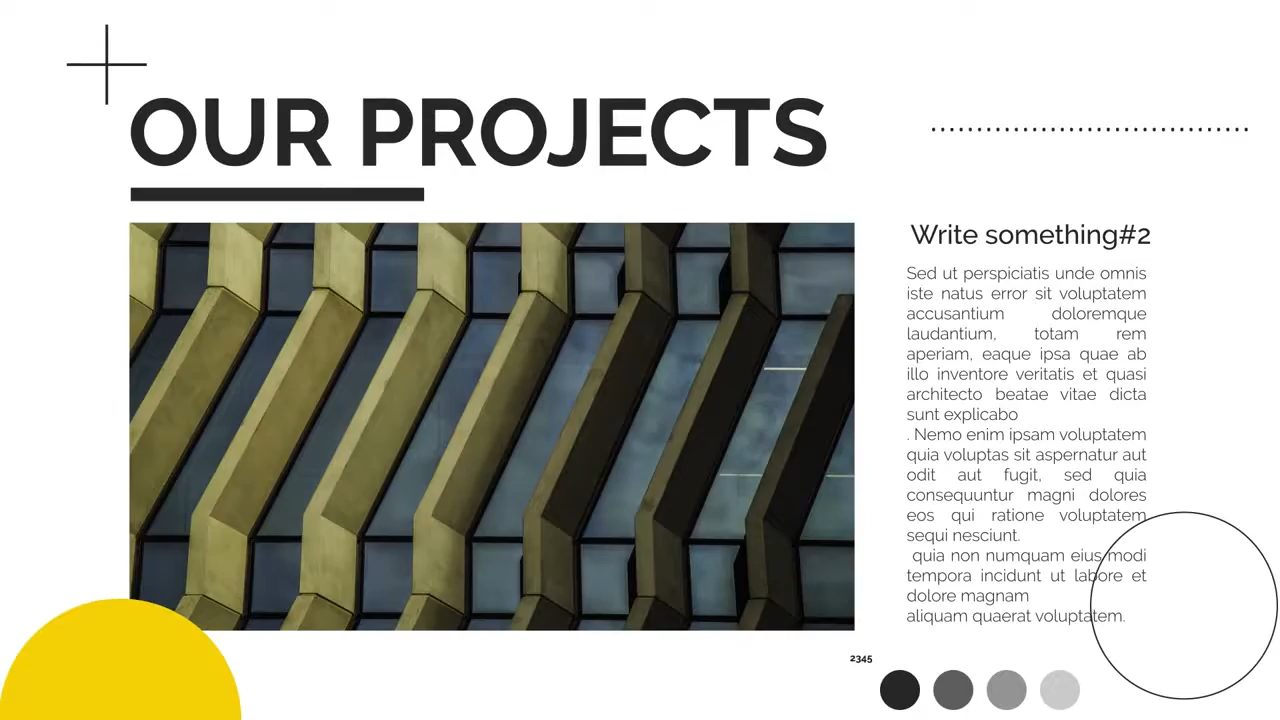 OUR PROJECTS
Write something#2
Sed ut perspiciatis unde omnis
iste natus error sit voluptatem
accusantium doloremque
laudantium, totam rem
aperiam, eaque ipsa quae ab
illo inventore veritatis et quasi
architecto beatae vitae dicta
sunt explicabo
. Nemo enim ipsam voluptatem
quia voluptas sit aspernatur aut
odit aut fugit, sed quia
consequuntur magni dolores
eos qui ratione voluptatem
sequi nesciunt.
quia non numquam eius modi
tempora incidunt ut labore et
dolore magnam
aliquam quaerat voluptatem.
2345